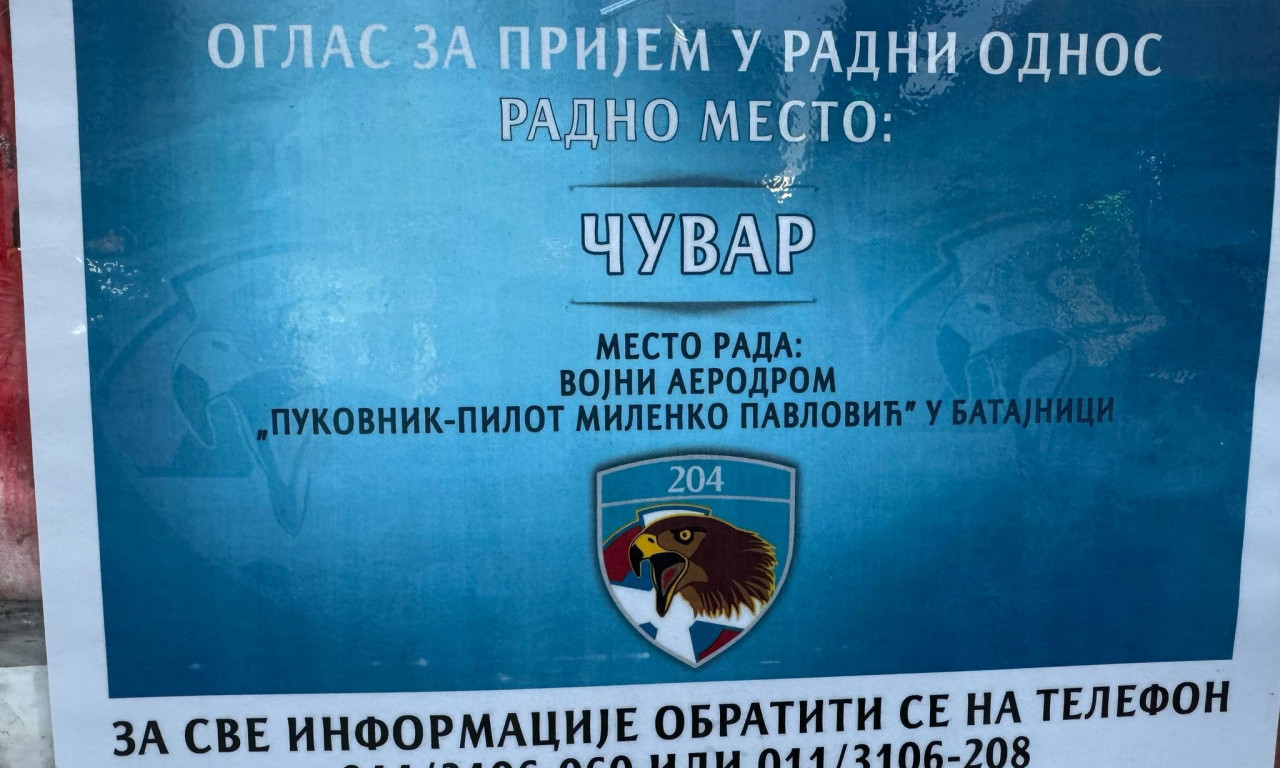 ОГЛАС ЗА ПРИЈЕМ У РАДНИ ОДНОС
РАДНО МЕСТО:
ЧУВАР
МЕСТО РАДА:
ВОЈНИ АЕРОДРОМ
„ПУКОВНИК-ПИЛОТ МИЛЕНКО ПАВЛОВИЋ” У БАТАЈНИЦИ
204
ЗА СВЕ ИНФОРМАЦИЈЕ ОБРАТИТИ СЕ НА ТЕЛЕФОН
ИЛИ 011/3106-208